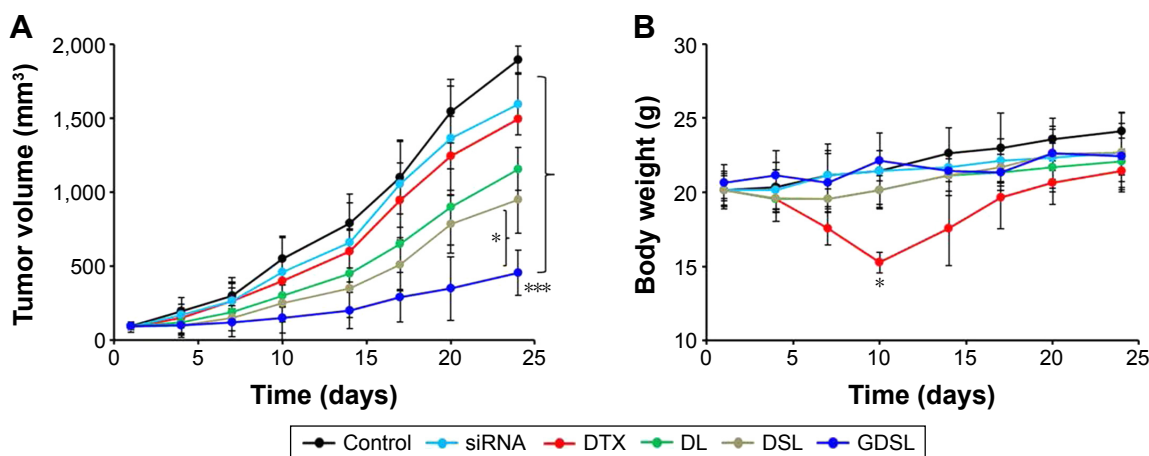 A
Tumor volume (mm³)
2,000
1,500
1,000
500
0
*
***
0 5 10 15 20 25
Time (days)
B
Body weight (g)
30
25
20
15
10
*
0 5 10 15 20 25
Time (days)
Control siRNA DTX DL DSL GDSL